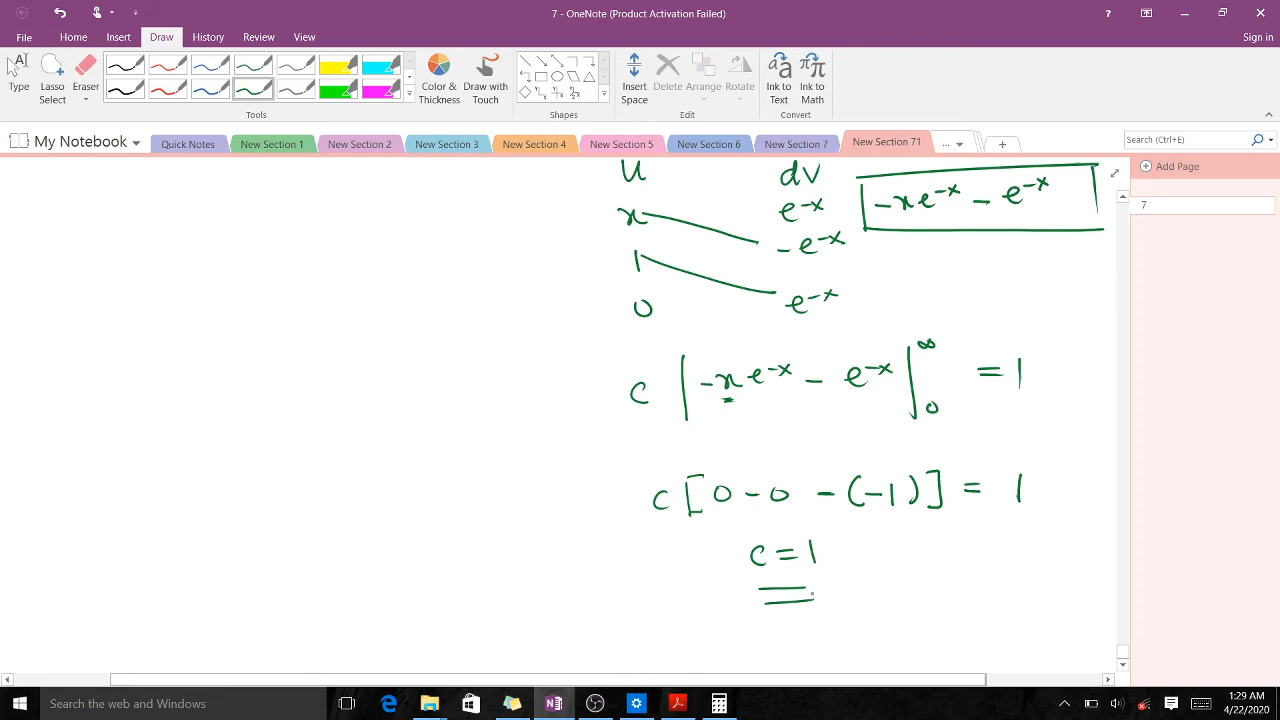 7 - OneNote (Product Activation Failed)
File Home Insert Draw History Review View Sign in
Type Lasso Select Eraser Color & Thickness Draw with Touch Insert Space Delete Arrange Rotate Ink to Text Ink to Math
Tools Shapes Edit Convert
My Notebook Quick Notes New Section 1 New Section 2 New Section 3 New Section 4 New Section 5 New Section 6 New Section 7 New Section 71 ... + Search (Ctrl+E)
Add Page
7
u dv
x e^{-x} -xe^{-x} - e^{-x}
1 -e^{-x}
0 e^{-x}
c | -xe^{-x} - e^{-x} |_0^∞ = 1
c [0 - 0 - (-1)] = 1
c = 1
Search the web and Windows
1:29 AM
4/22/2020